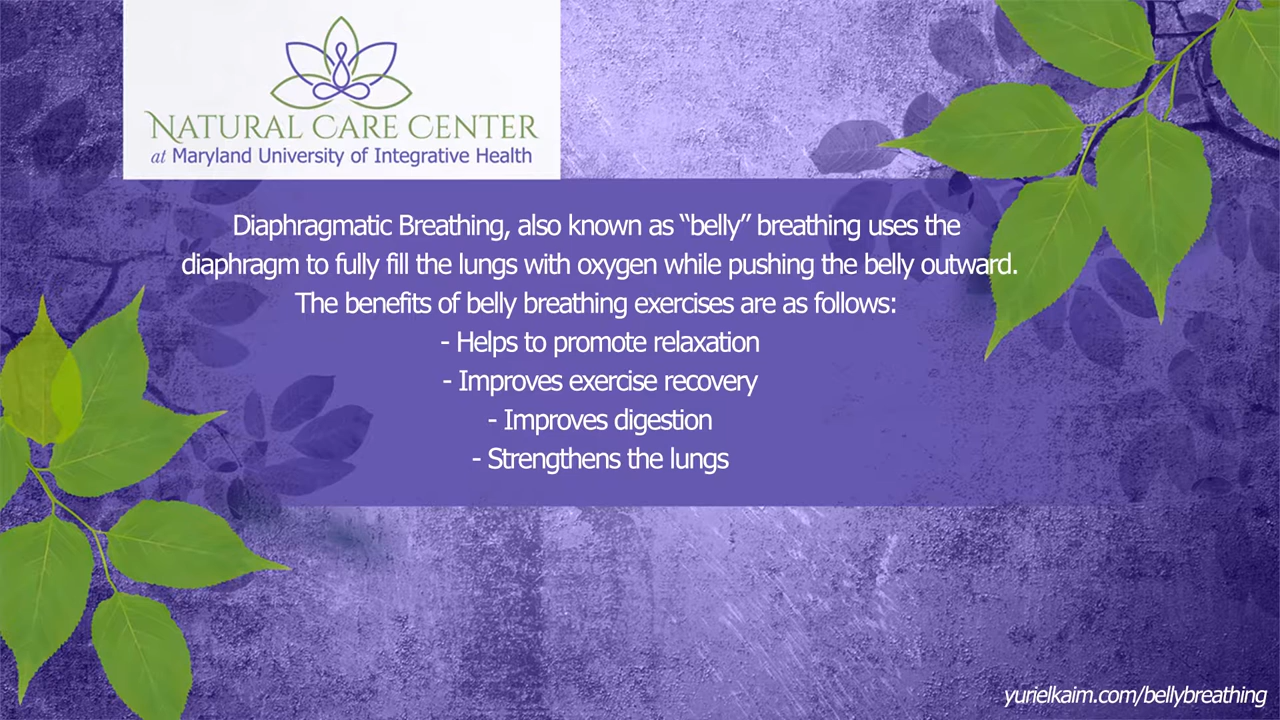 NATURAL CARE CENTER
at Maryland University of Integrative Health
Diaphragmatic Breathing, also known as “belly” breathing uses the
diaphragm to fully fill the lungs with oxygen while pushing the belly outward.
The benefits of belly breathing exercises are as follows:
- Helps to promote relaxation
- Improves exercise recovery
- Improves digestion
- Strengthens the lungs
yurielkaim.com/bellybreathing